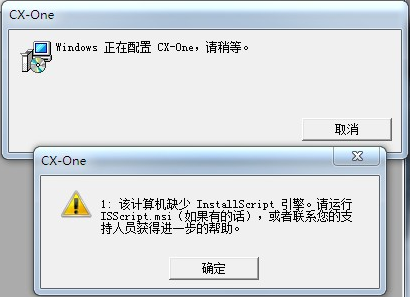 CX-One
Windows 正在配置 CX-One，请稍等。
取消
CX-One
1: 该计算机缺少 InstallScript 引擎。请运行
ISScript.msi（如果有的话），或者联系您的支
持人员获得进一步的帮助。
确定